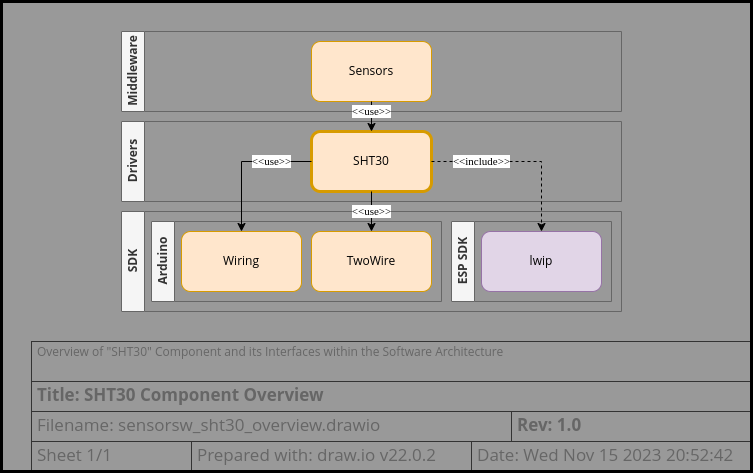 Middleware
Sensors
<<use>>
Drivers
<<use>>
SHT30
<<include>>
<<use>>
SDK
Arduino
Wiring
TwoWire
ESP SDK
lwip
Overview of "SHT30" Component and its Interfaces within the Software Architecture
Title: SHT30 Component Overview
Filename: sensorsw_sht30_overview.drawio
Rev: 1.0
Sheet 1/1
Prepared with: draw.io v22.0.2
Date: Wed Nov 15 2023 20:52:42